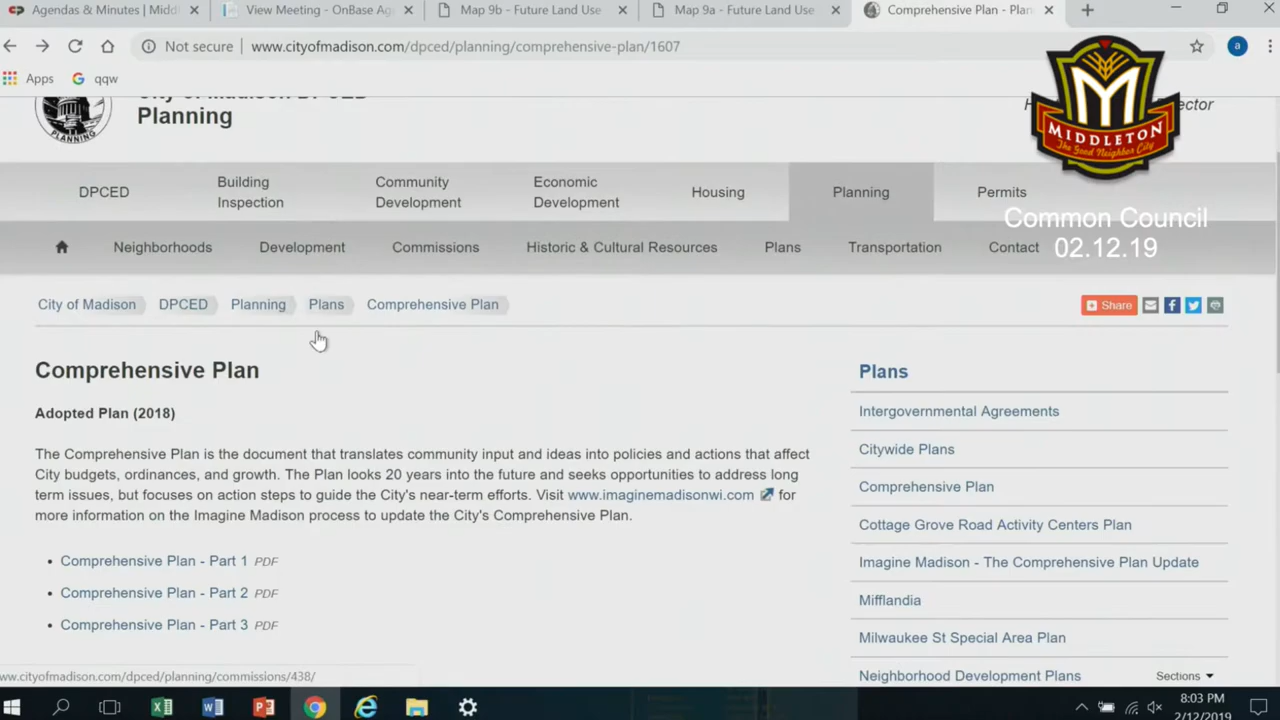 Agendas & Minutes | Midd
View Meeting - OnBase Ag
Map 9b - Future Land Use
Map 9a - Future Land Use
Comprehensive Plan - Plan
Not secure | www.cityofmadison.com/dpced/planning/comprehensive-plan/1607
a
Apps
qqw
City of Madison DPCED
Planning
PLANNING
ector
MIDDLETON
The Good Neighbor City
Common Council
02.12.19
DPCED
Building
Inspection
Community
Development
Economic
Development
Housing
Planning
Permits
Neighborhoods
Development
Commissions
Historic & Cultural Resources
Plans
Transportation
Contact
City of Madison
DPCED
Planning
Plans
Comprehensive Plan
Share
Comprehensive Plan
Adopted Plan (2018)
The Comprehensive Plan is the document that translates community input and ideas into policies and actions that affect
City budgets, ordinances, and growth. The Plan looks 20 years into the future and seeks opportunities to address long
term issues, but focuses on action steps to guide the City's near-term efforts. Visit www.imaginemadisonwi.com for
more information on the Imagine Madison process to update the City's Comprehensive Plan.
• Comprehensive Plan - Part 1 PDF
• Comprehensive Plan - Part 2 PDF
• Comprehensive Plan - Part 3 PDF
Plans
Intergovernmental Agreements
Citywide Plans
Comprehensive Plan
Cottage Grove Road Activity Centers Plan
Imagine Madison - The Comprehensive Plan Update
Mifflandia
Milwaukee St Special Area Plan
Neighborhood Development Plans
Sections
ww.cityofmadison.com/dpced/planning/commissions/438/
8:03 PM
2/12/2019